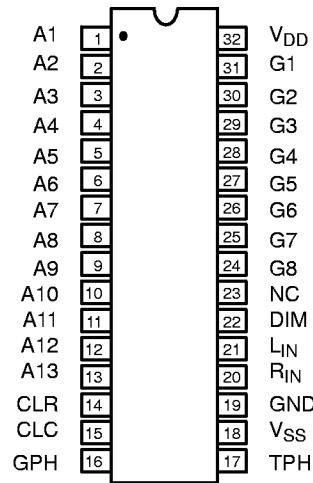 A1 1 32 VDD
A2 2 31 G1
A3 3 30 G2
A4 4 29 G3
A5 5 28 G4
A6 6 27 G5
A7 7 26 G6
A8 8 25 G7
A9 9 24 G8
A10 10 23 NC
A11 11 22 DIM
A12 12 21 LIN
A13 13 20 RIN
CLR 14 19 GND
CLC 15 18 VSS
GPH 16 17 TPH